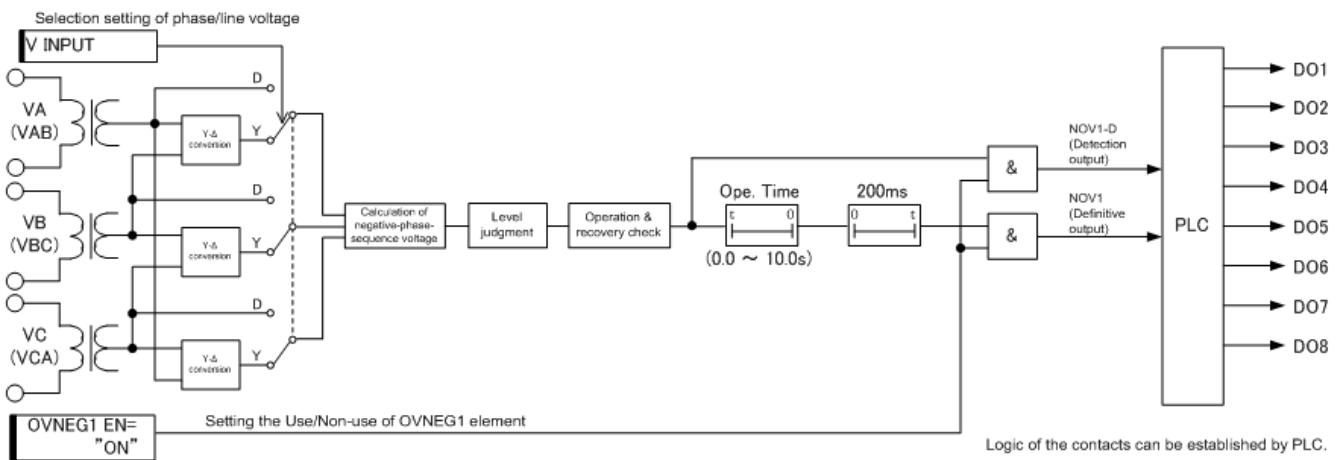 Selection setting of phase/line voltage
V INPUT
VA
(VAB)
D
Y-Δ
conversion
Y
VB
(VBC)
D
Y-Δ
conversion
Y
VC
(VCA)
D
Y-Δ
conversion
Y
Calculation of
negative-phase-
sequence voltage
Level
judgment
Operation &
recovery check
Ope. Time
t 0
(0.0 ~ 10.0s)
200ms
0 t
&
&
NOV1-D
(Detection
output)
NOV1
(Definitive
output)
PLC
DO1
DO2
DO3
DO4
DO5
DO6
DO7
DO8
OVNEG1 EN=
"ON"
Setting the Use/Non-use of OVNEG1 element
Logic of the contacts can be established by PLC.